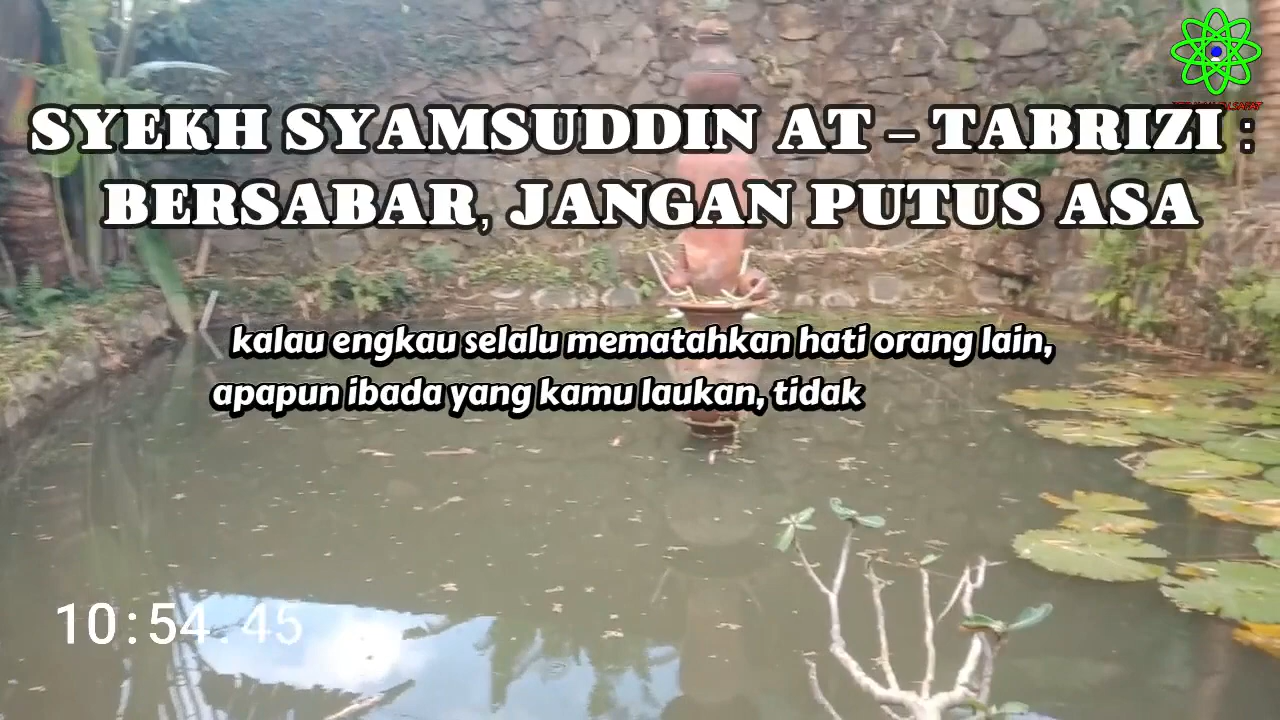 SYEKH SYAMSUDDIN AT – TABRIZI :
BERSABAR, JANGAN PUTUS ASA
kalau engkau selalu mematahkan hati orang lain,
apapun ibada yang kamu laukan, tidak
10:54.45